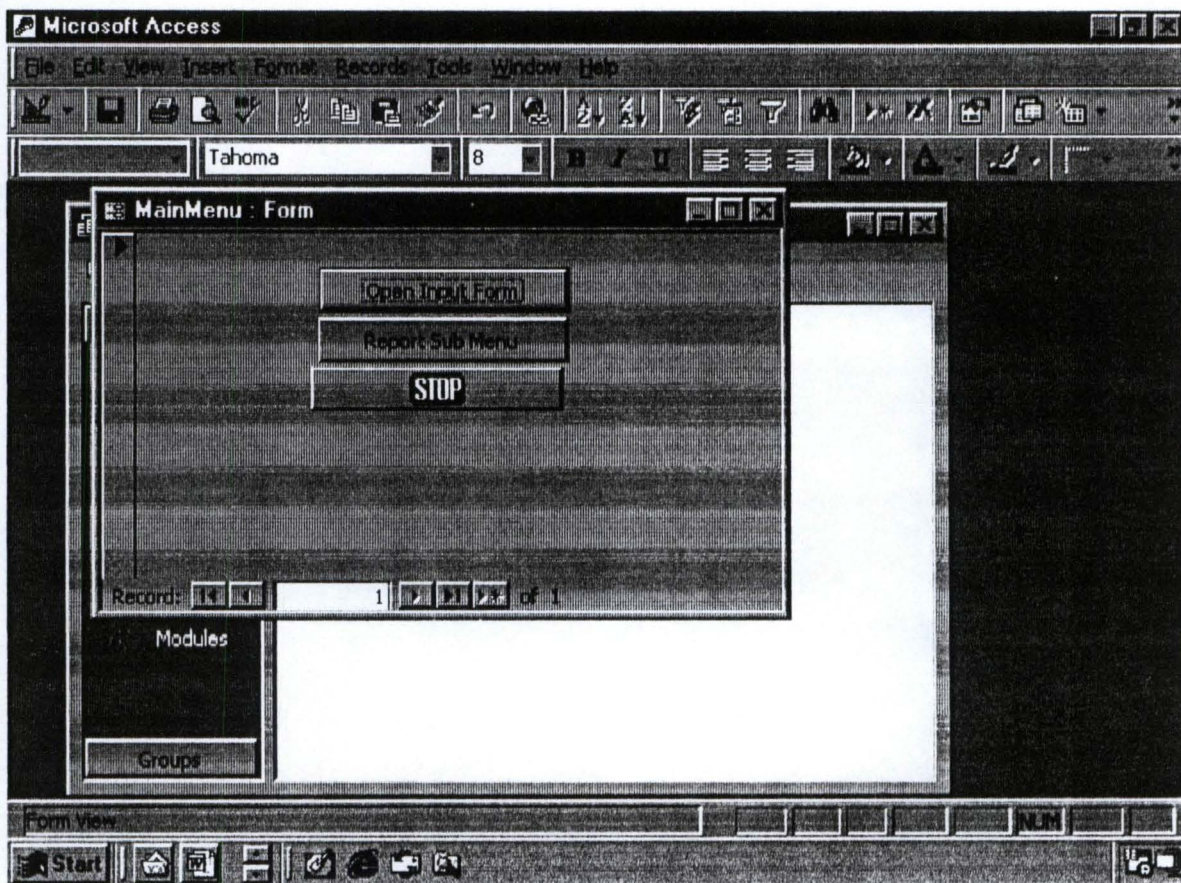 Microsoft Access
File Edit View Insert Format Records Tools Window Help
Tahoma 8 B I U
MainMenu : Form
Open Input Form
Report Sub Menu
STOP
Record: 1 of 1
Modules
Groups
Form View NUM
Start